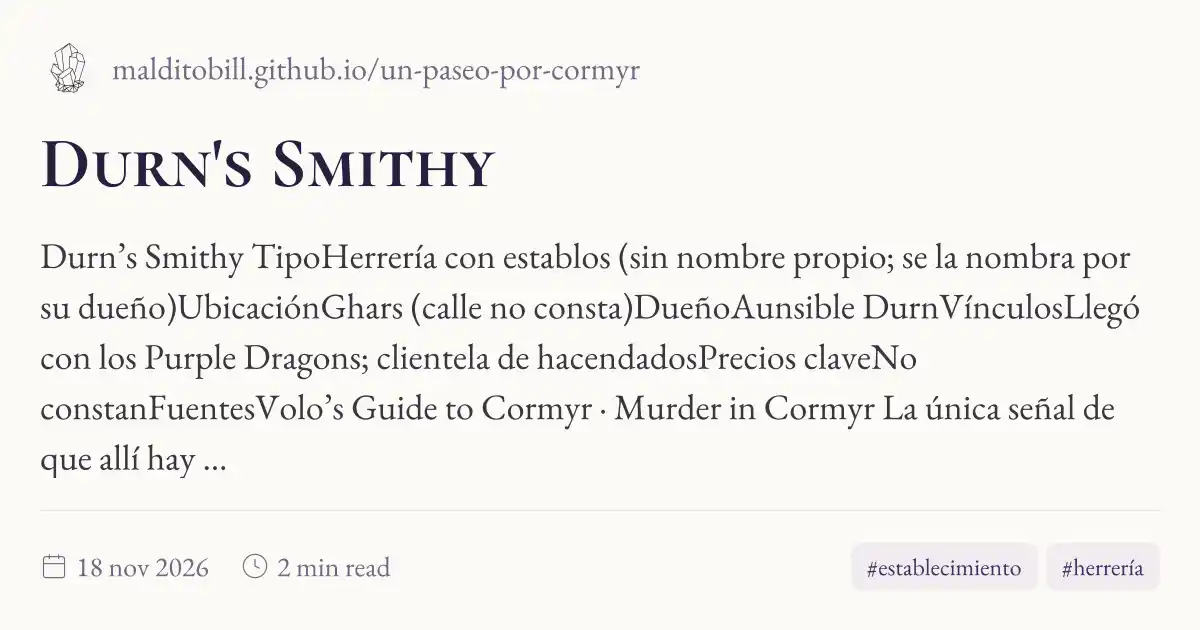 malditobill.github.io/un-paseo-por-cormyr
Durn's Smithy
Durn’s Smithy TipoHerrería con establos (sin nombre propio; se la nombra por
su dueño)UbicaciónGhars (calle no consta)DueñoAunsible DurnVínculosLlegó
con los Purple Dragons; clientela de hacendadosPrecios claveNo
constanFuentesVolo’s Guide to Cormyr · Murder in Cormyr La única señal de
que allí hay ...
18 nov 2026
2 min read
#establecimiento
#herrería